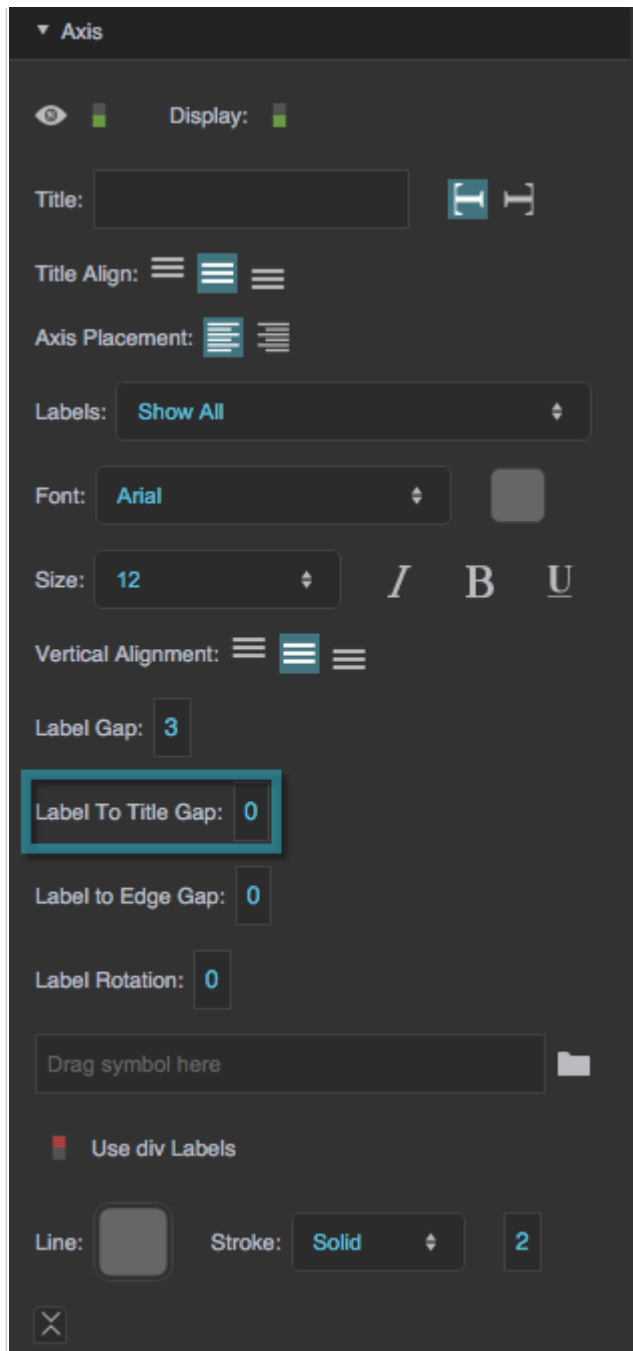 Axis
Display:
Title:
Title Align:
Axis Placement:
Labels: Show All
Font: Arial
Size: 12 I B U
Vertical Alignment:
Label Gap: 3
Label To Title Gap: 0
Label to Edge Gap: 0
Label Rotation: 0
Drag symbol here
Use div Labels
Line: Stroke: Solid 2